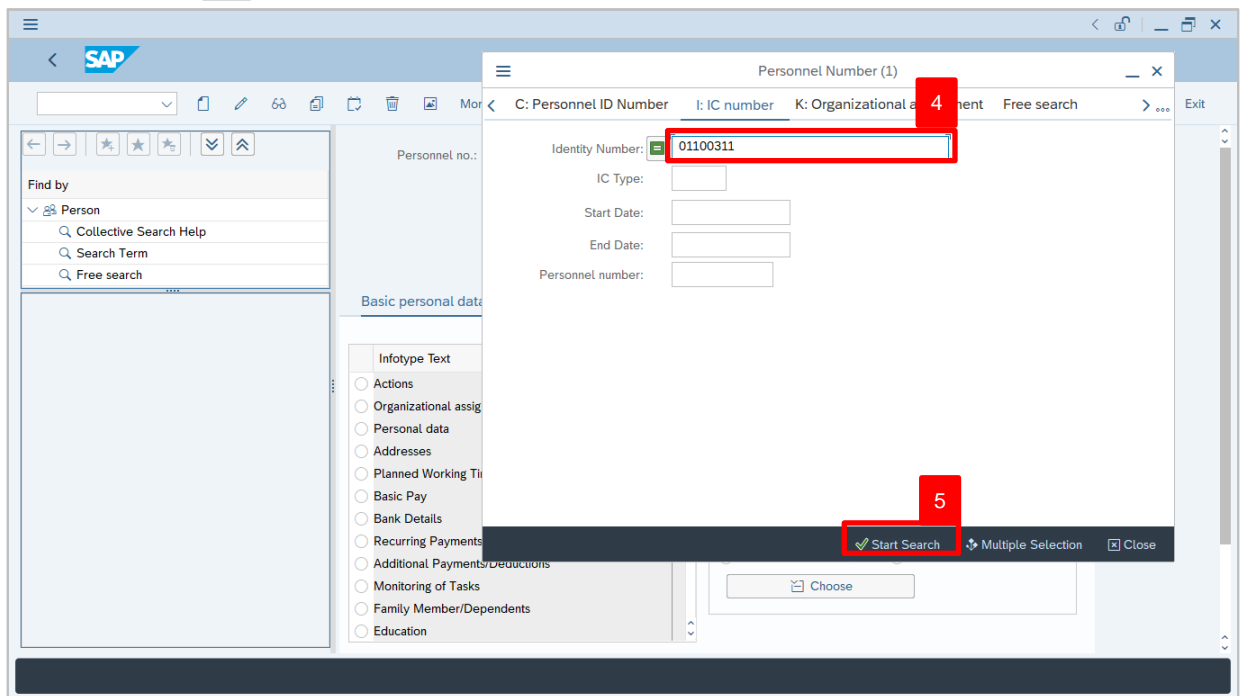 SAP
Personnel Number (1)
Mor
C: Personnel ID Number
I: IC number
K: Organizational a
4
ment
Free search
Exit
Personnel no.:
Identity Number:
01100311
IC Type:
Start Date:
End Date:
Personnel number:
Find by
Person
Collective Search Help
Search Term
Free search
Basic personal data
Infotype Text
Actions
Organizational assig
Personal data
Addresses
Planned Working Ti
Basic Pay
Bank Details
Recurring Payments
Additional Payments/Deductions
Monitoring of Tasks
Family Member/Dependents
Education
5
Start Search
Multiple Selection
Close
Choose